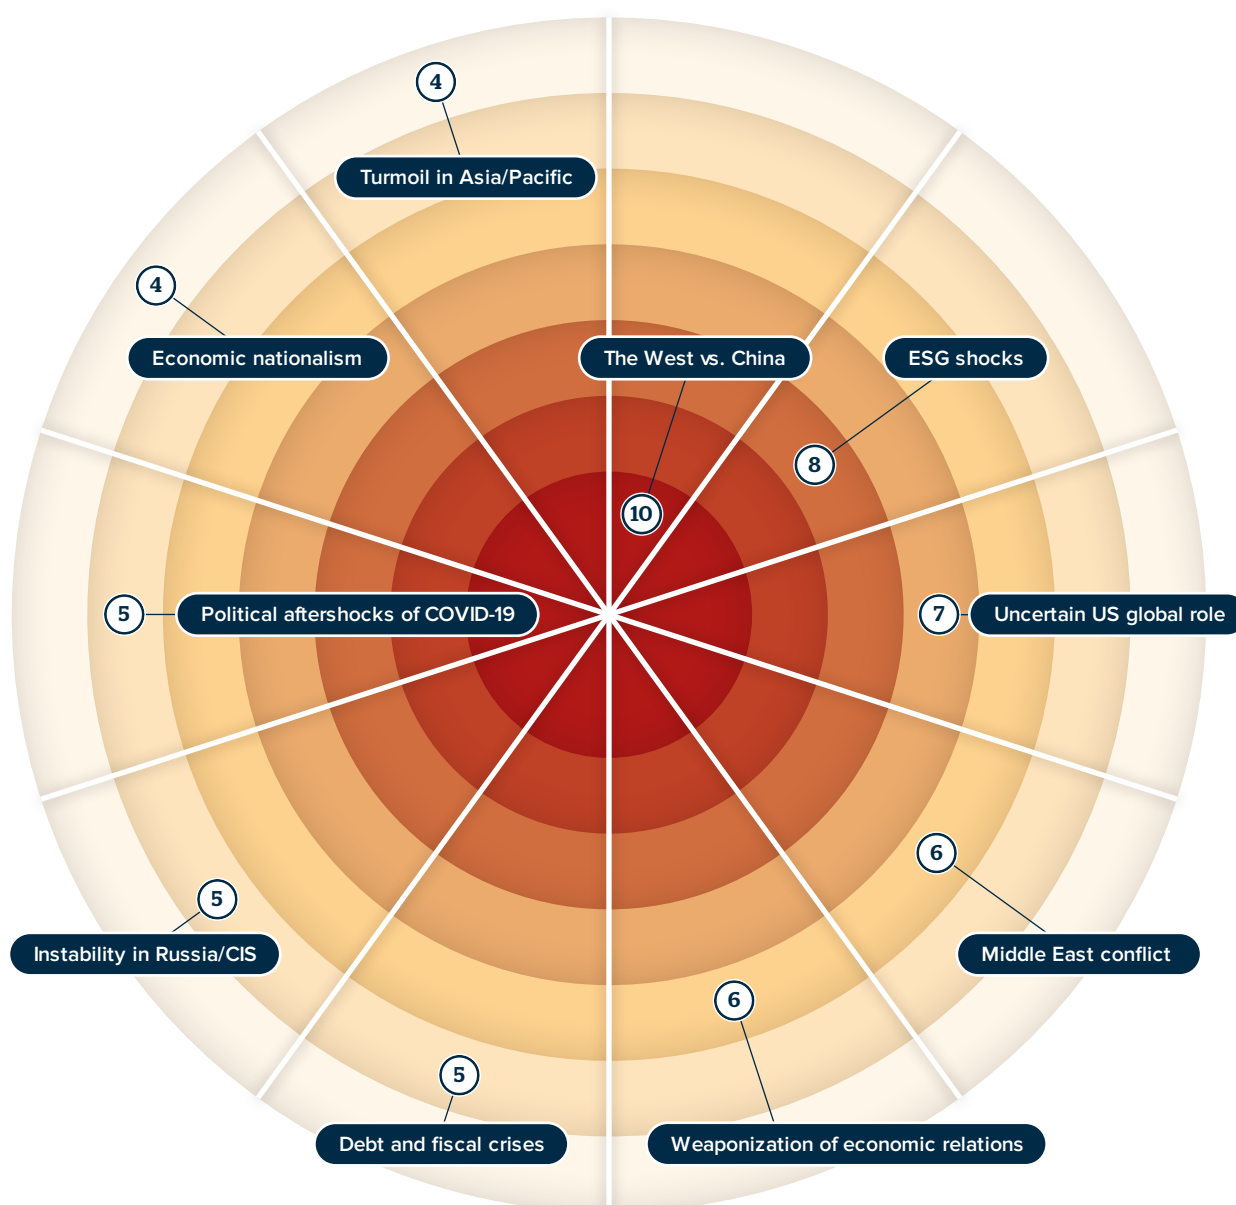 4
Turmoil in Asia/Pacific
4
Economic nationalism
The West vs. China
ESG shocks
8
10
5
Political aftershocks of COVID-19
7
Uncertain US global role
6
5
Instability in Russia/CIS
Middle East conflict
6
5
Debt and fiscal crises
Weaponization of economic relations